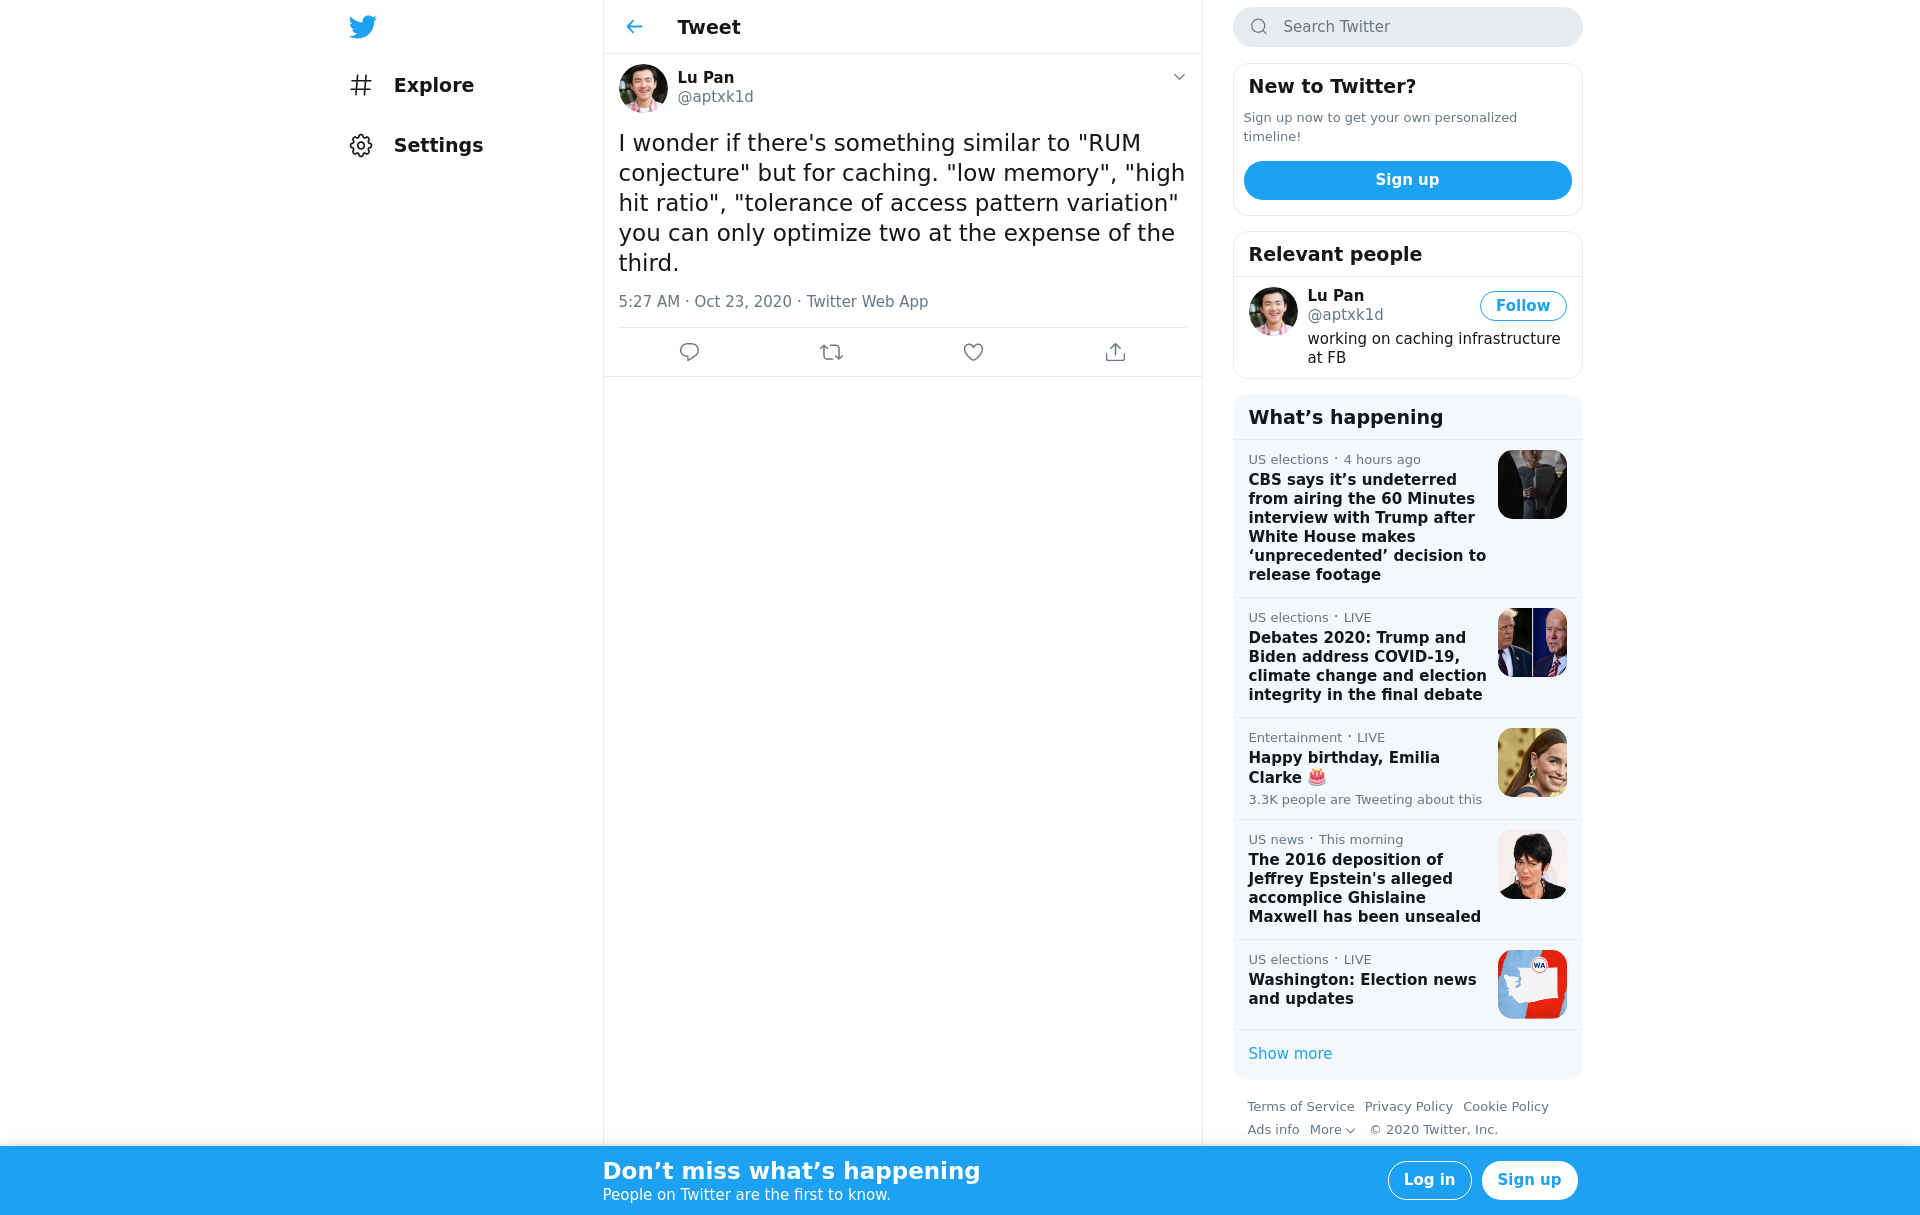 Explore
Settings
Tweet
Lu Pan
@aptxk1d
I wonder if there's something similar to "RUM
conjecture" but for caching. "low memory", "high
hit ratio", "tolerance of access pattern variation"
you can only optimize two at the expense of the
third.
5:27 AM · Oct 23, 2020 · Twitter Web App
Search Twitter
New to Twitter?
Sign up now to get your own personalized
timeline!
Sign up
Relevant people
Lu Pan
@aptxk1d
Follow
working on caching infrastructure
at FB
What’s happening
US elections · 4 hours ago
CBS says it’s undeterred
from airing the 60 Minutes
interview with Trump after
White House makes
‘unprecedented’ decision to
release footage
US elections · LIVE
Debates 2020: Trump and
Biden address COVID-19,
climate change and election
integrity in the final debate
Entertainment · LIVE
Happy birthday, Emilia
Clarke 🎂
3.3K people are Tweeting about this
US news · This morning
The 2016 deposition of
Jeffrey Epstein's alleged
accomplice Ghislaine
Maxwell has been unsealed
US elections · LIVE
Washington: Election news
and updates
WA
Show more
Terms of Service Privacy Policy Cookie Policy
Ads info More © 2020 Twitter, Inc.
Don’t miss what’s happening
People on Twitter are the first to know.
Log in
Sign up